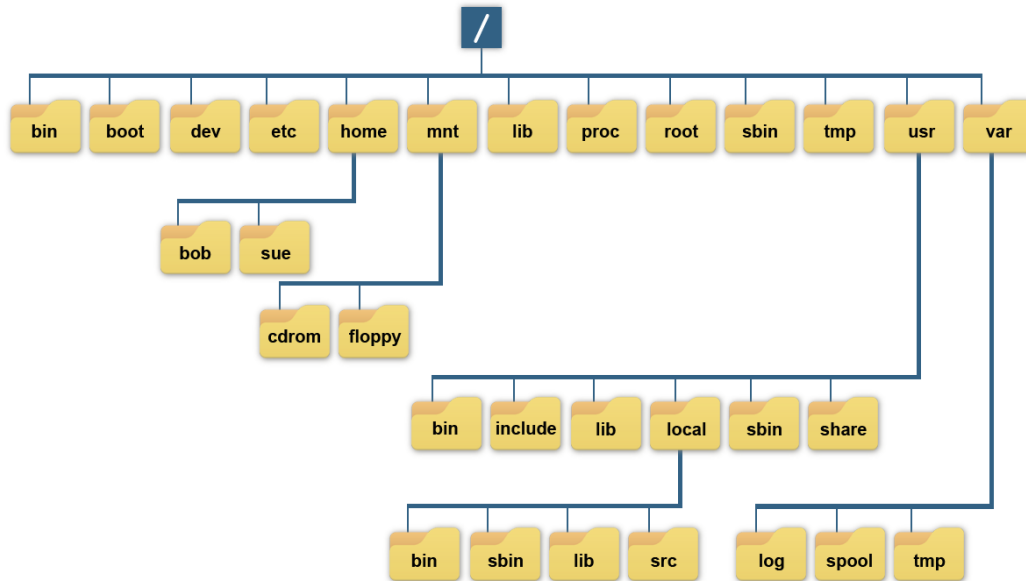 /
bin boot dev etc home mnt lib proc root sbin tmp usr var
bob sue
cdrom floppy
bin include lib local sbin share
bin sbin lib src log spool tmp